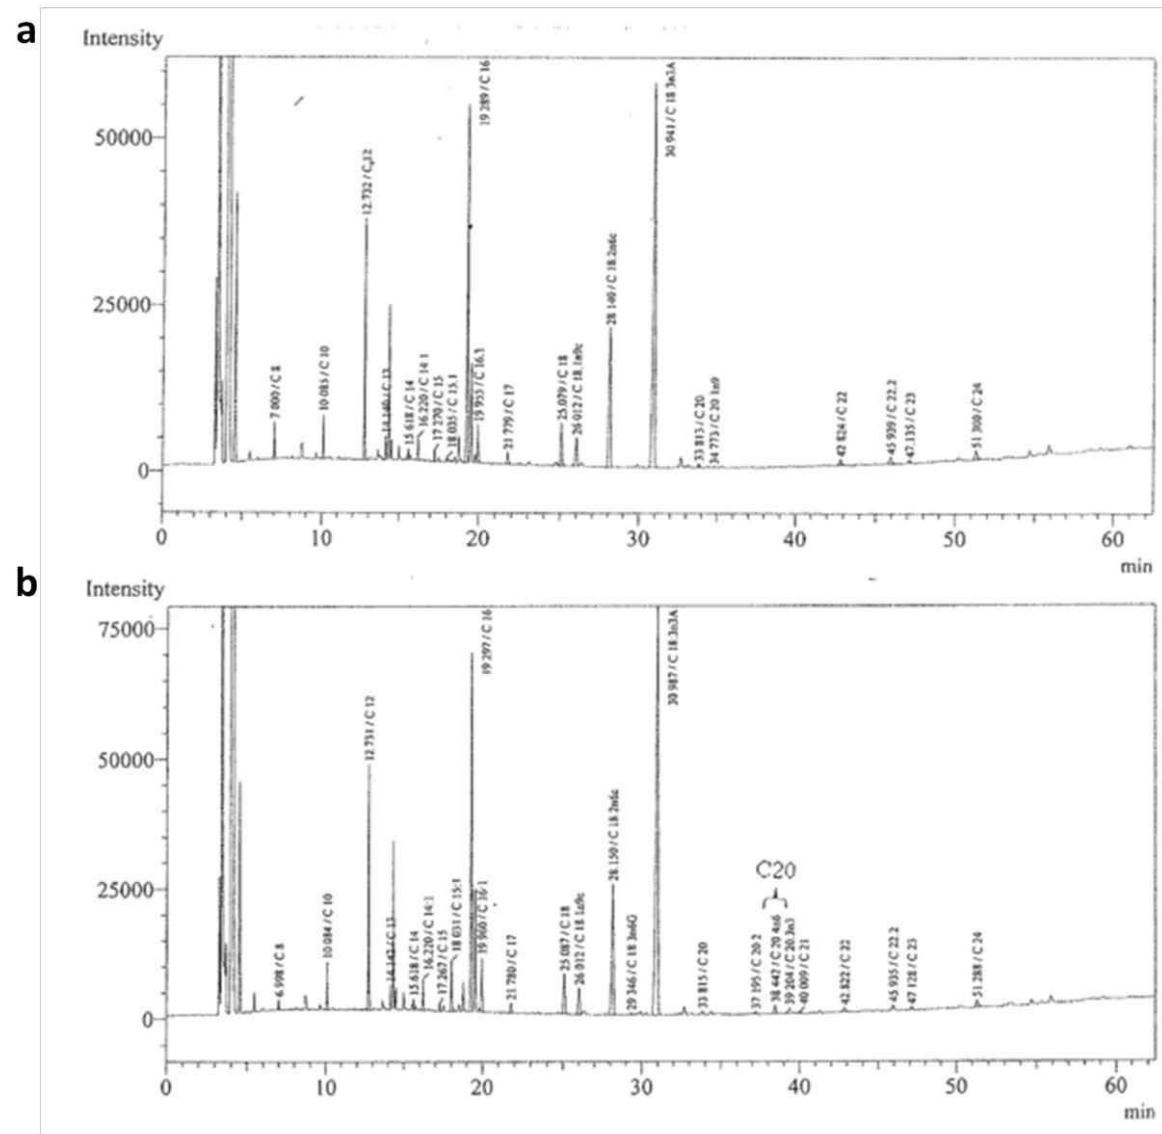 a
Intensity
50000
25000
0
7 000 / C 8
10 085 / C 10
12.732 / C 12
14 140 / C 13
15 618 / C 14
16 220 / C 14 1
17 270 / C 15
18 035 / C 15.1
19 289 / C 16
19 955 / C 16.1
21 779 / C 17
25 079 / C 18
26 012 / C 18.1n9c
28 140 / C 18.2n6c
30 941 / C 18 3n3A
33 813 / C 20
34 773 / C 20 1n9
42 824 / C 22
45 939 / C 22.2
47.135 / C 23
51 300 / C 24
0 10 20 30 40 50 60
min
b
Intensity
75000
50000
25000
0
6.998 / C 8
10 084 / C 10
12.731 / C 12
14 142 / C 13
15.618 / C 14
16.220 / C 14:1
17 267 / C 15
18 031 / C 15:1
19 297 / C 16
19 960 / C 16:1
21 780 / C 17
25 087 / C 18
26 012 / C 18 1n9c
28.150 / C 18.2n6c
29 346 / C 18 3n6G
30 987 / C 18.3n3A
33 815 / C 20
C20
37 195 / C 20 2
38 442 / C 20 4n6
39 204 / C 20.3n3
40 009 / C 21
42 822 / C 22
45 935 / C 22.2
47 128 / C 23
51 288 / C 24
0 10 20 30 40 50 60
min